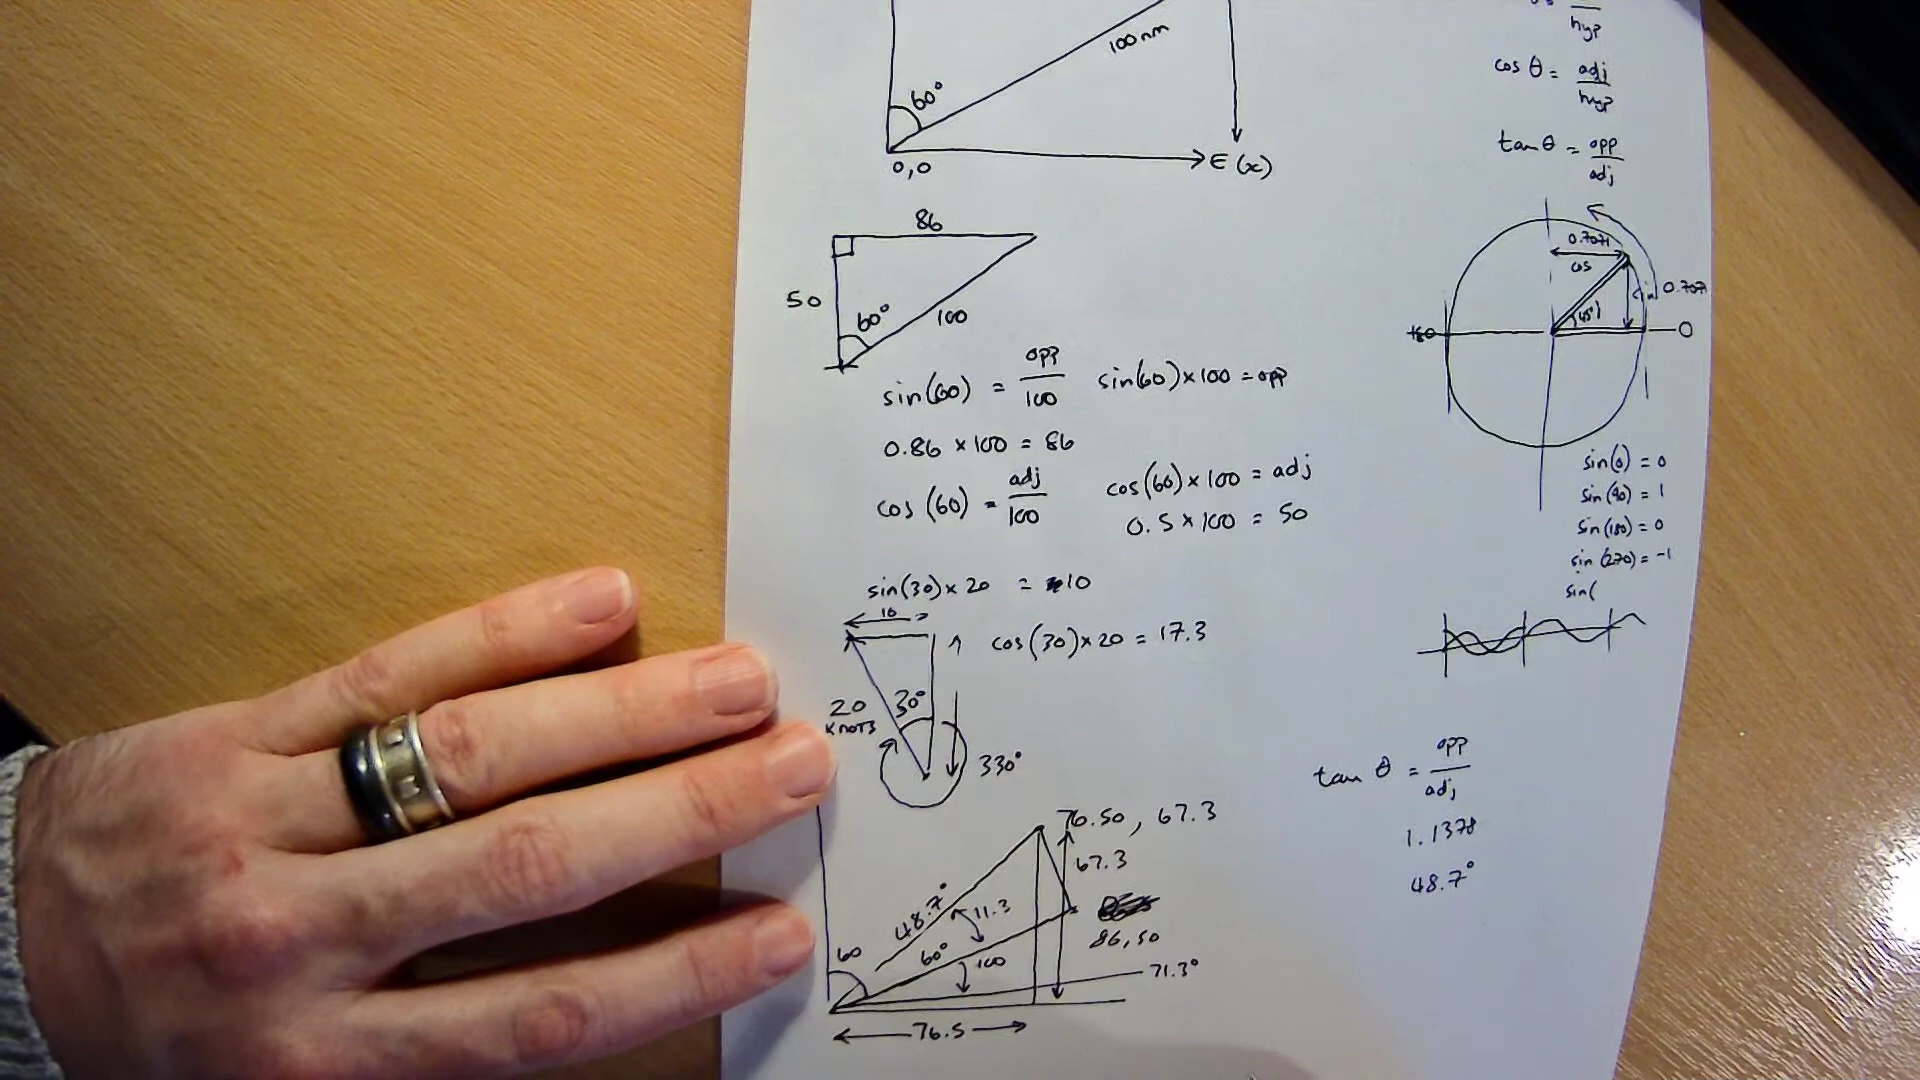 hyp
100nm
60°
cos θ = adj
hyp
0,0
E (x)
tan θ = opp
adj
86
50
60°
100
0.7071
cos
0.707
45°
180
0
sin(60) = opp
100
sin(60)×100 = opp
0.86 × 100 = 86
cos (60) = adj
100
cos(60)×100 = adj
0.5 × 100 = 50
sin(0) = 0
sin(90) = 1
sin(180) = 0
sin(270) = -1
sin(
sin(30)×20 = 10
10
cos(30)×20 = 17.3
20
KNOTS
30°
330°
tan θ = opp
adj
1.1378
48.7°
76.50, 67.3
67.3
48.7°
11.3
86,50
60
60°
100
71.3°
76.5